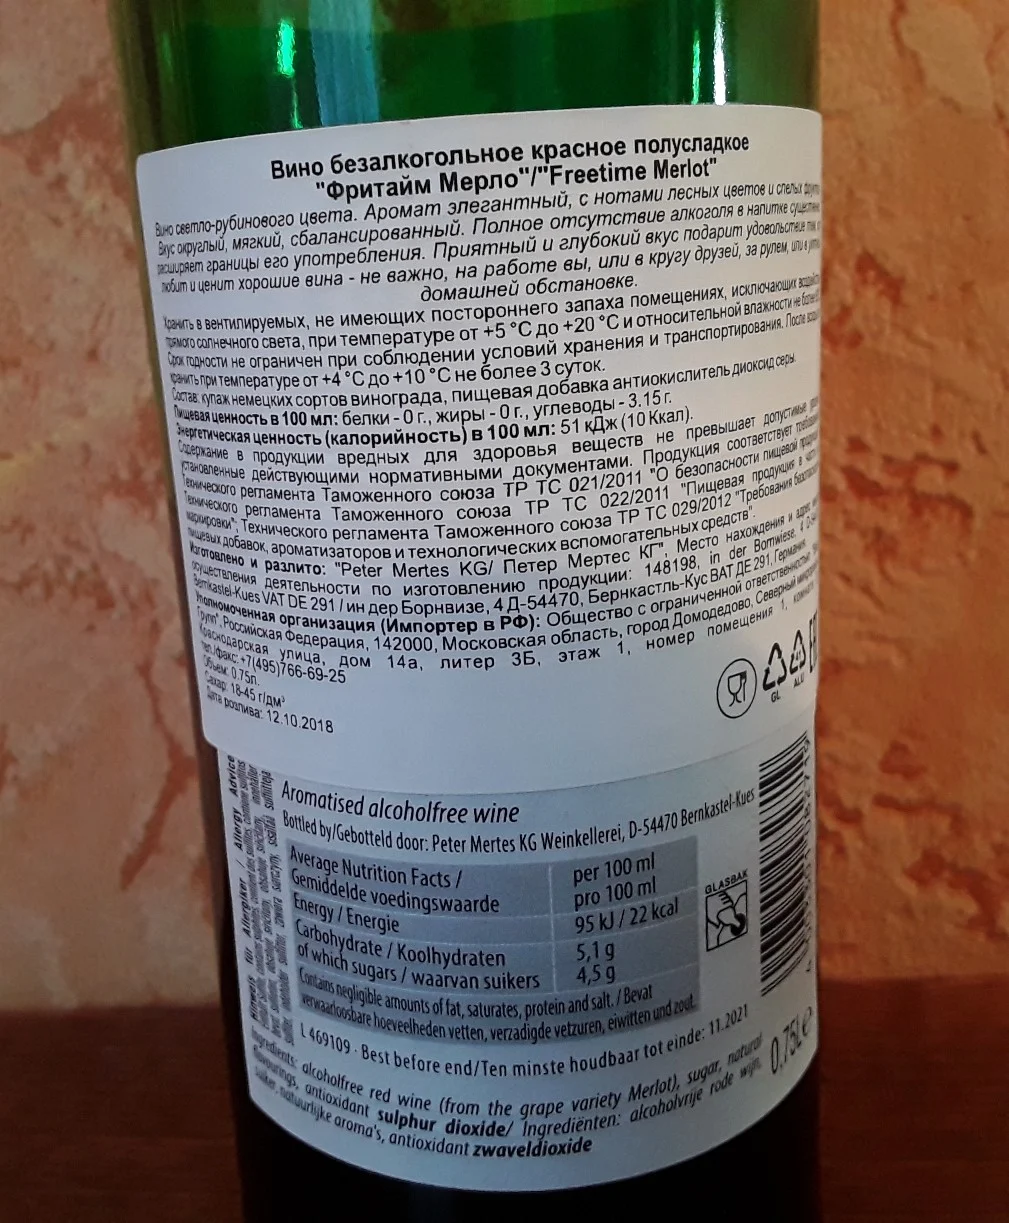 Вино безалкогольное красное полусладкое
"Фритайм Мерло"/"Freetime Merlot"
Вино светло-рубинового цвета. Аромат элегантный, с нотами лесных цветов и спелых
Вкус округлый, мягкий, сбалансированный. Полное отсутствие алкоголя в напитке
расширяет границы его употребления. Приятный и глубокий вкус подарит удовольствие
любит и ценит хорошие вина - не важно, на работе вы, или в кругу друзей, за рулем, или в
домашней обстановке.
Хранить в вентилируемых, не имеющих постороннего запаха помещениях, исключающих
прямого солнечного света, при температуре от +5 °C до +20 °C и относительной влажности не более
Срок годности не ограничен при соблюдении условий хранения и транспортирования. После
хранить при температуре от +4 °C до +10 °C не более 3 суток.
Состав: купаж немецких сортов винограда, пищевая добавка антиокислитель диоксид серы.
Пищевая ценность в 100 мл: белки - 0 г., жиры - 0 г., углеводы - 3,15 г.
Энергетическая ценность (калорийность) в 100 мл: 51 кДж (10 Ккал).
Содержание в продукции вредных для здоровья веществ не превышает допустимые
установленные действующими нормативными документами. Продукция соответствует
Технического регламента Таможенного союза ТР ТС 021/2011 "О безопасности пищевой
Технического регламента Таможенного союза ТР ТС 022/2011 "Пищевая продукция в
маркировки"; Технического регламента Таможенного союза ТР ТС 029/2012 "Требования
пищевых добавок, ароматизаторов и технологических вспомогательных средств".
Изготовлено и разлито: "Peter Mertes KG/ Петер Мертес КГ", Место нахождения и
осуществления деятельности по изготовлению продукции: 148198, in der Bornwiese, 4
Bernkastel-Kues VAT DE 291 / ин дер Борнвизе, 4 Д-54470, Бернкастль-Кус ВАТ ДЕ 291, Германия.
Уполномоченная организация (Импортер в РФ): Общество с ограниченной ответственностью
Групп", Российская Федерация, 142000, Московская область, город Домодедово, Северный
Краснодарская улица, дом 14а, литер 3Б, этаж 1, номер помещения 1,
тел./факс: +7(495)766-69-25
Объем: 0.75л.
Сахар: 18-45 г/дм³
Дата розлива: 12.10.2018
GL
ALU
Hinweis für Allergiker / Allergy Advice
Aromatised alcoholfree wine
Bottled by/Gebotteld door: Peter Mertes KG Weinkellerei, D-54470 Bernkastel-Kues
Average Nutrition Facts / per 100 ml
Gemiddelde voedingswaarde pro 100 ml
Energy / Energie 95 kJ / 22 kcal
Carbohydrate / Koolhydraten 5,1 g
of which sugars / waarvan suikers 4,5 g
Contains negligible amounts of fat, saturates, protein and salt. / Bevat
verwaarloosbare hoeveelheden vetten, verzadigde vetzuren, eiwitten und zout.
GLASBAK
L 469109 · Best before end/Ten minste houdbaar tot einde: 11.2021
Ingredients: alcoholfree red wine (from the grape variety Merlot), sugar, natural
flavourings, antioxidant sulphur dioxide/ Ingrediënten: alcoholvrije rode wijn,
suiker, natuurlijke aroma's, antioxidant zwaveldioxide
0,75L e